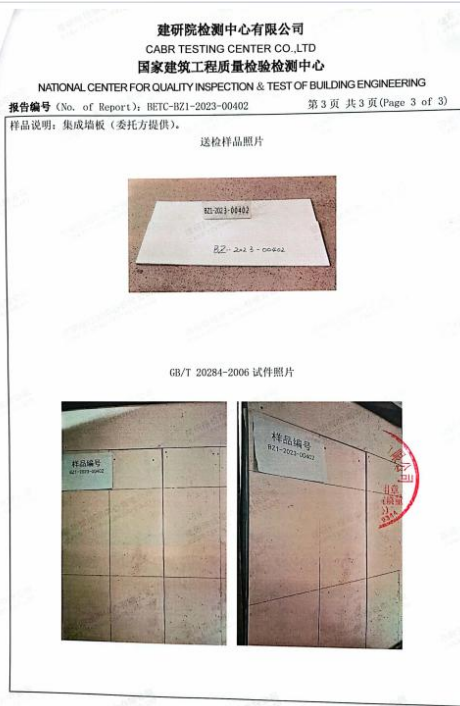 建研院检测中心有限公司
CABR TESTING CENTER CO.,LTD
国家建筑工程质量检验检测中心
NATIONAL CENTER FOR QUALITY INSPECTION & TEST OF BUILDING ENGINEERING
报告编号（No. of Report）：BETC-BZ1-2023-00402 第 3 页 共 3 页(Page 3 of 3)
样品说明：集成墙板（委托方提供）。
送检样品照片
BZ1-2023-00402
BZ-2023-00402
GB/T 20284-2006 试件照片
样品编号
BZ1-2023-00402
样品编号
BZ1-2023-00402